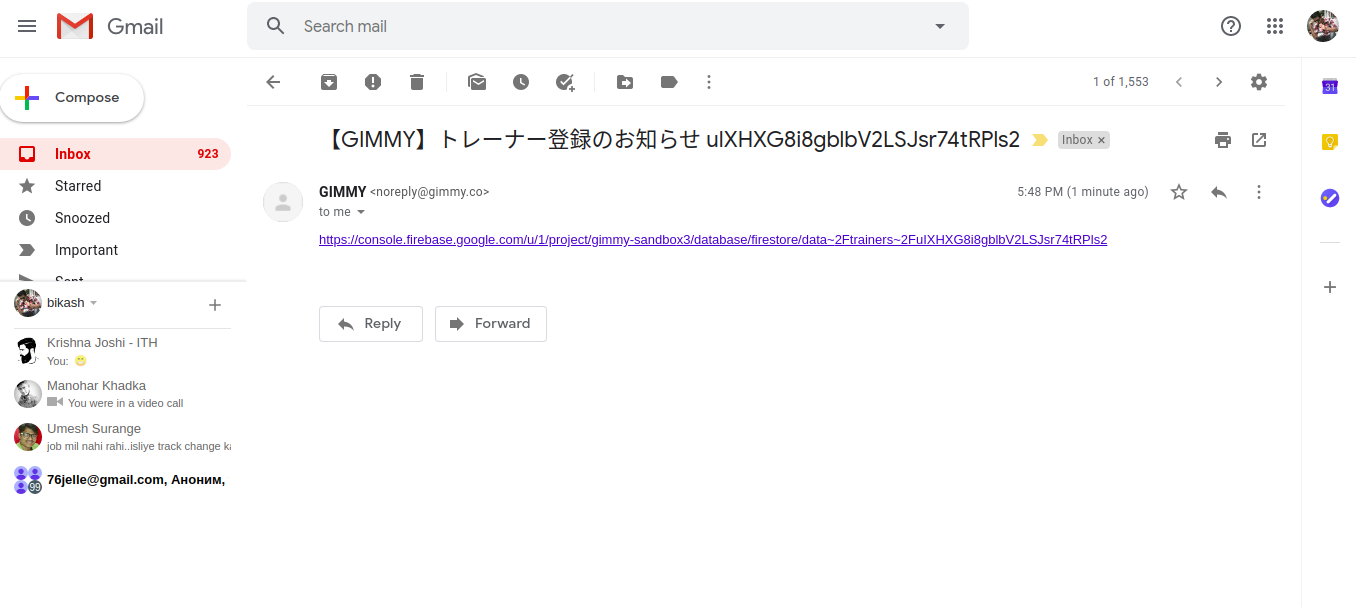 Gmail
Search mail
Compose
1 of 1,553
31
Inbox 923
Starred
Snoozed
Important
Sent
【GIMMY】トレーナー登録のお知らせ uIXHXG8i8gblbV2LSJsr74tRPls2
Inbox ×
GIMMY <noreply@gimmy.co>
5:48 PM (1 minute ago)
to me
https://console.firebase.google.com/u/1/project/gimmy-sandbox3/database/firestore/data~2Ftrainers~2FuIXHXG8i8gblbV2LSJsr74tRPls2
Reply
Forward
bikash
Krishna Joshi - ITH
You:
Manohar Khadka
You were in a video call
Umesh Surange
job mil nahi rahi..isliye track change ka
76jelle@gmail.com, Аноним,
99